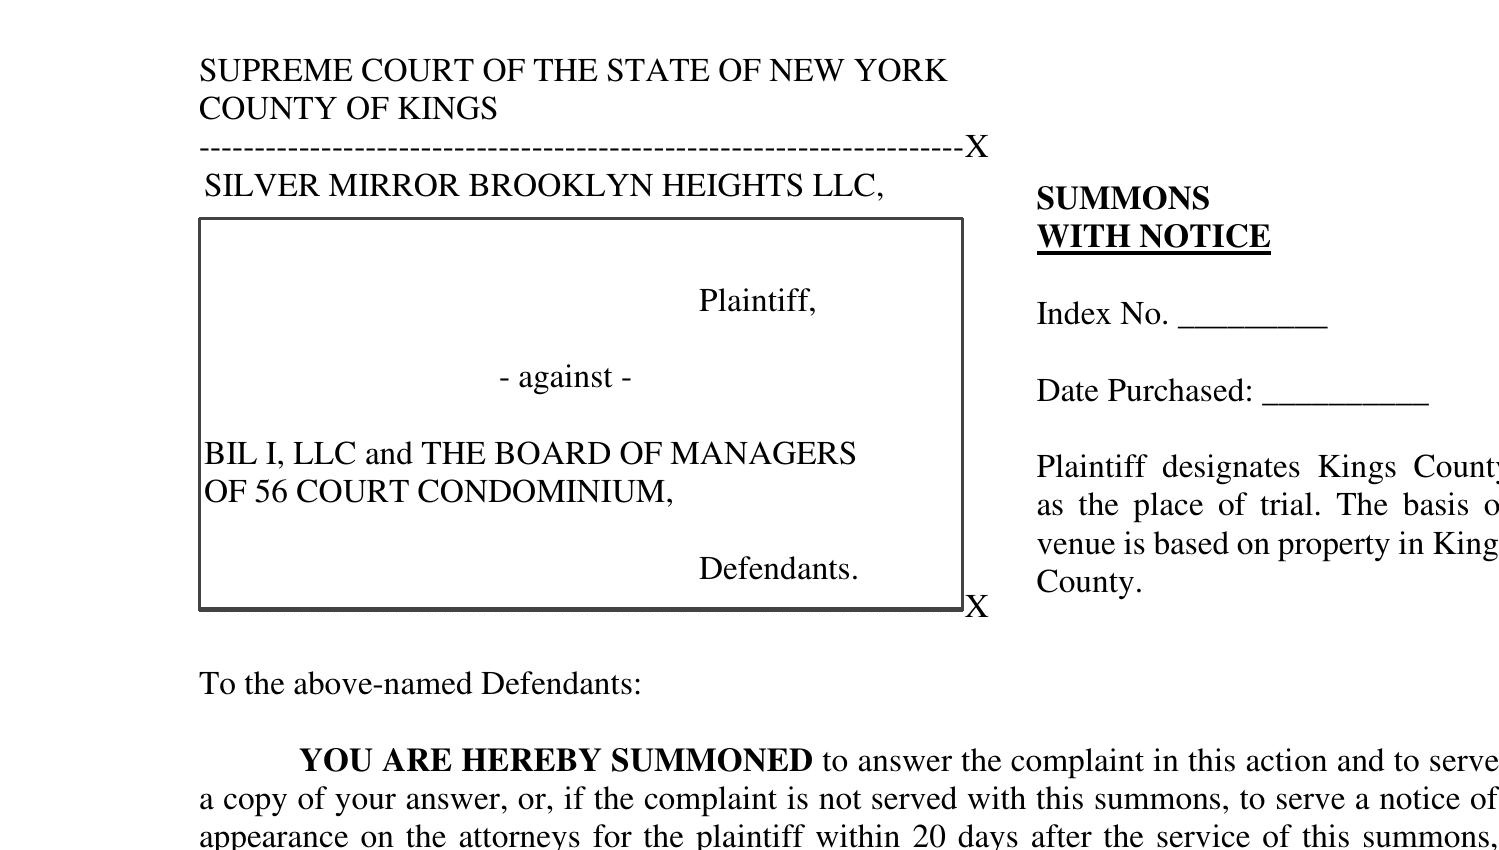 SUPREME COURT OF THE STATE OF NEW YORK
COUNTY OF KINGS
---------------------------------------------------------------------X
SILVER MIRROR BROOKLYN HEIGHTS LLC,
Plaintiff,
- against -
BIL I, LLC and THE BOARD OF MANAGERS
OF 56 COURT CONDOMINIUM,
Defendants.
X
SUMMONS
WITH NOTICE
Index No. _________
Date Purchased: __________
Plaintiff designates Kings County
as the place of trial. The basis
venue is based on property in
County.
To the above-named Defendants:
YOU ARE HEREBY SUMMONED to answer the complaint in this action and to serve
a copy of your answer, or, if the complaint is not served with this summons, to serve a notice of
appearance on the attorneys for the plaintiff within 20 days after the service of this summons,